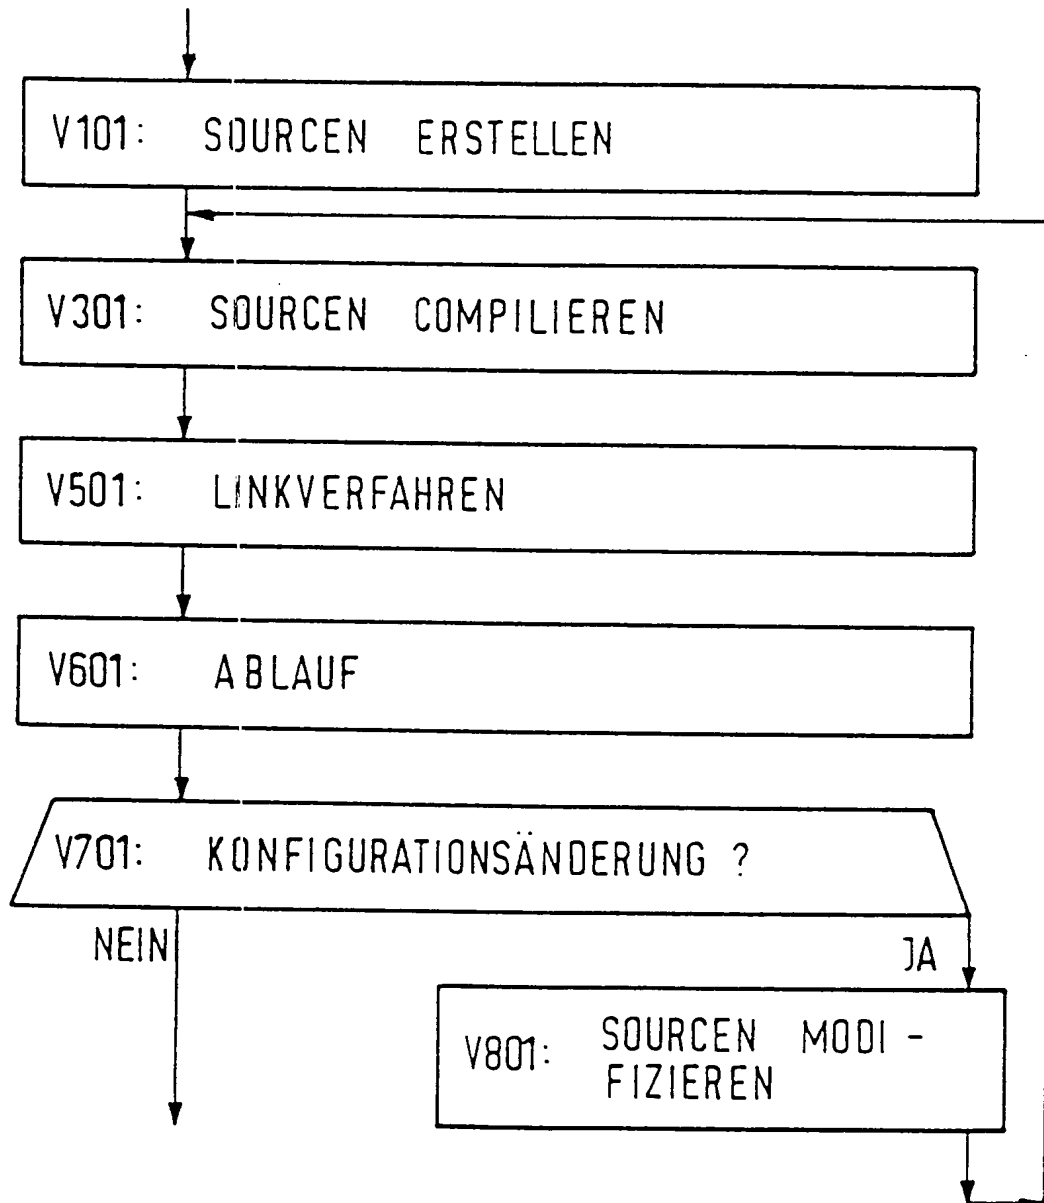 V101: SOURCEN ERSTELLEN
V301: SOURCEN COMPILIEREN
V501: LINKVERFAHREN
V601: ABLAUF
V701: KONFIGURATIONSÄNDERUNG ?
NEIN
JA
V801: SOURCEN MODI -
FIZIEREN